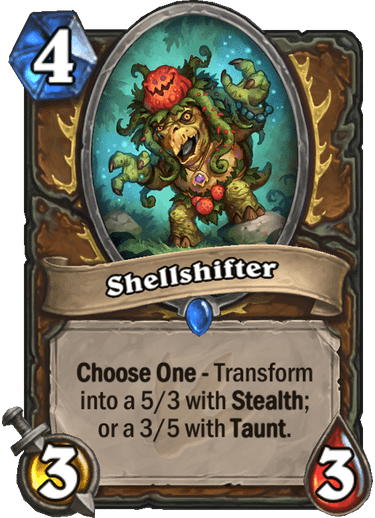 4
Shellshifter
Choose One - Transform
into a 5/3 with Stealth;
or a 3/5 with Taunt.
3 3